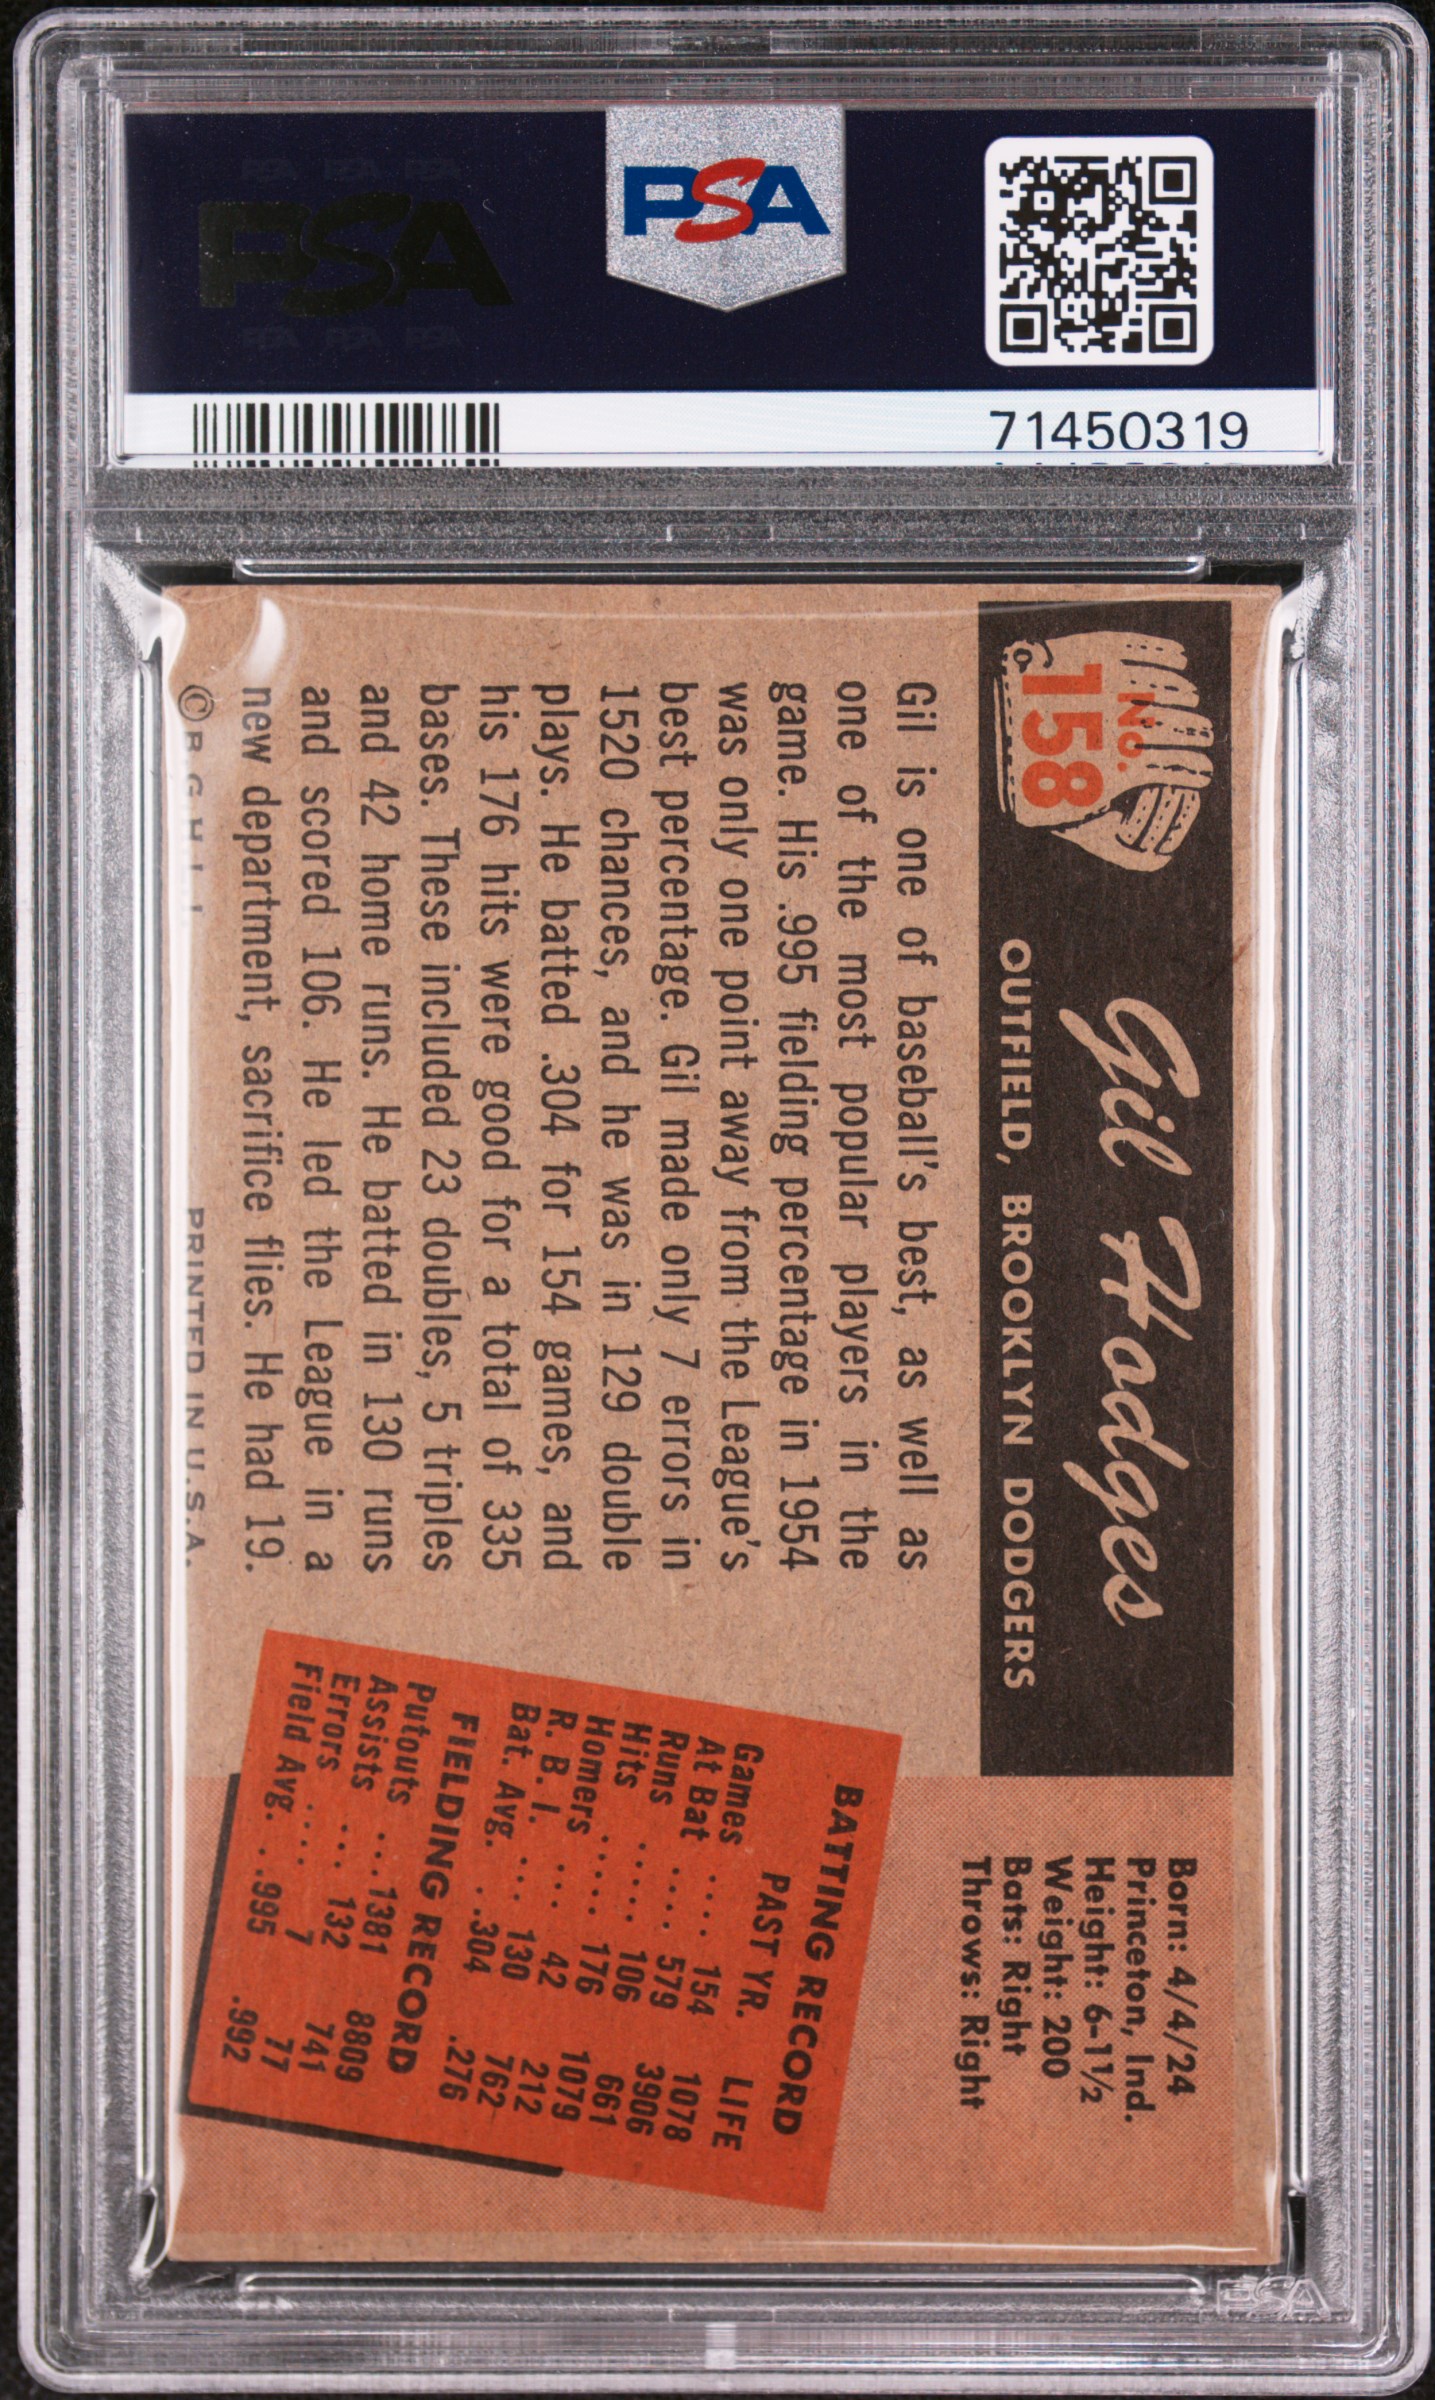 PSA
PSA
71450319
No.
158
Gil Hodges
OUTFIELD, BROOKLYN DODGERS
Gil is one of baseball's best, as well as
one of the most popular players in the
game. His .995 fielding percentage in 1954
was only one point away from the League's
best percentage. Gil made only 7 errors in
1520 chances, and he was in 129 double
plays. He batted .304 for 154 games, and
his 176 hits were good for a total of 335
bases. These included 23 doubles, 5 triples
and 42 home runs. He batted in 130 runs
and scored 106. He led the League in a
new department, sacrifice flies. He had 19.
© B G H L I
PRINTED IN U.S.A.
Born: 4/4/24
Princeton, Ind.
Height: 6-1½
Weight: 200
Bats: Right
Throws: Right
BATTING RECORD
PAST YR. LIFE
Games .... 154 1078
At Bat .... 579 3906
Runs ..... 106 661
Hits ..... 176 1079
Homers ... 42 212
R. B. I. ... 130 762
Bat. Avg. . .304 .276
FIELDING RECORD
Putouts ...1381 8809
Assists ... 132 741
Errors .... 7 77
Field Avg. . .995 .992
PSA